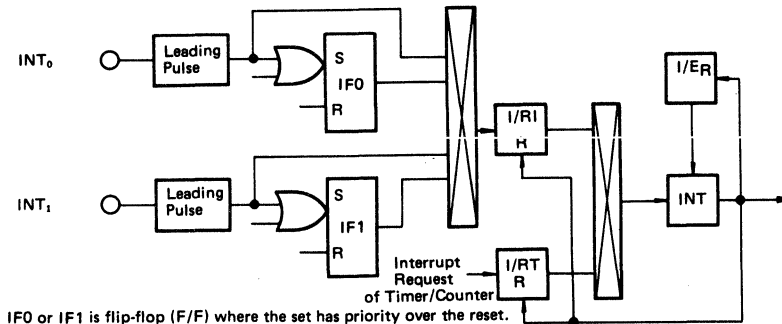 INT₀
Leading
Pulse
S
IF0
R
I/RI
R
I/ER
INT₁
Leading
Pulse
S
IF1
R
INT
Interrupt
Request
of Timer/Counter
I/RT
R
IF0 or IF1 is flip-flop (F/F) where the set has priority over the reset.